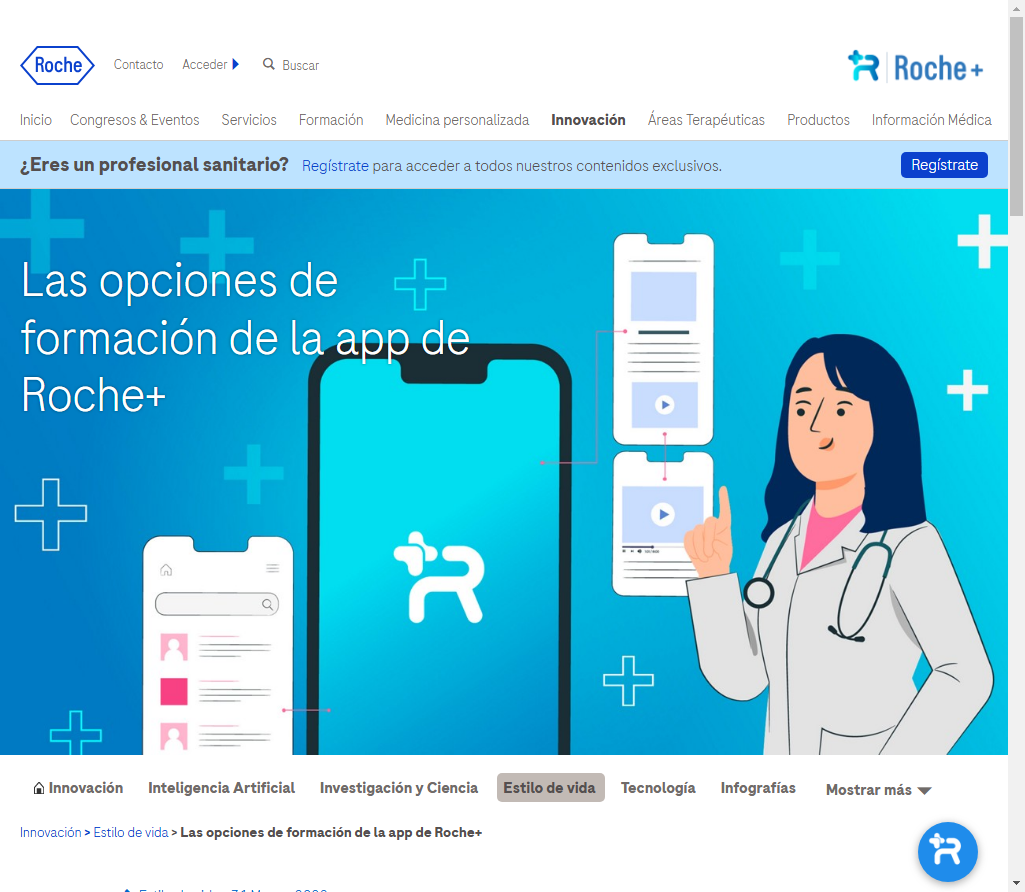 Roche
Contacto
Acceder
Buscar
Roche+
Inicio
Congresos & Eventos
Servicios
Formación
Medicina personalizada
Innovación
Áreas Terapéuticas
Productos
Información Médica
¿Eres un profesional sanitario? Regístrate para acceder a todos nuestros contenidos exclusivos.
Regístrate
Las opciones de
formación de la app de
Roche+
Innovación
Inteligencia Artificial
Investigación y Ciencia
Estilo de vida
Tecnología
Infografías
Mostrar más
Innovación > Estilo de vida > Las opciones de formación de la app de Roche+